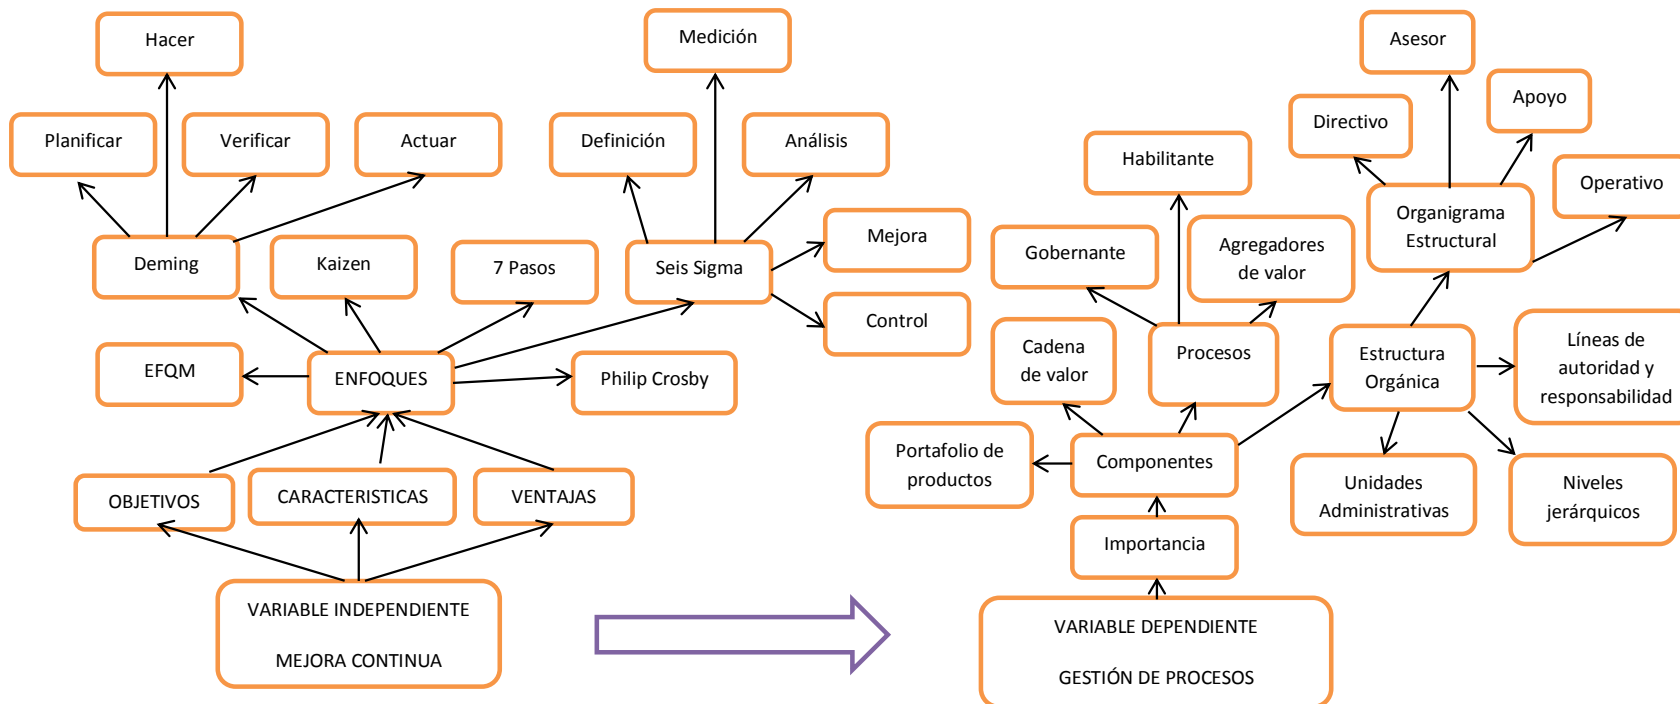 Hacer
Medición
Asesor
Planificar
Verificar
Actuar
Definición
Análisis
Habilitante
Directivo
Apoyo
Operativo
Deming
Kaizen
7 Pasos
Seis Sigma
Mejora
Control
Gobernante
Agregadores
de valor
Organigrama
Estructural
EFQM
ENFOQUES
Philip Crosby
Cadena
de valor
Procesos
Estructura
Orgánica
Líneas de
autoridad y
responsabilidad
OBJETIVOS
CARACTERISTICAS
VENTAJAS
Portafolio de
productos
Componentes
Unidades
Administrativas
Niveles
jerárquicos
Importancia
VARIABLE INDEPENDIENTE
MEJORA CONTINUA
VARIABLE DEPENDIENTE
GESTIÓN DE PROCESOS